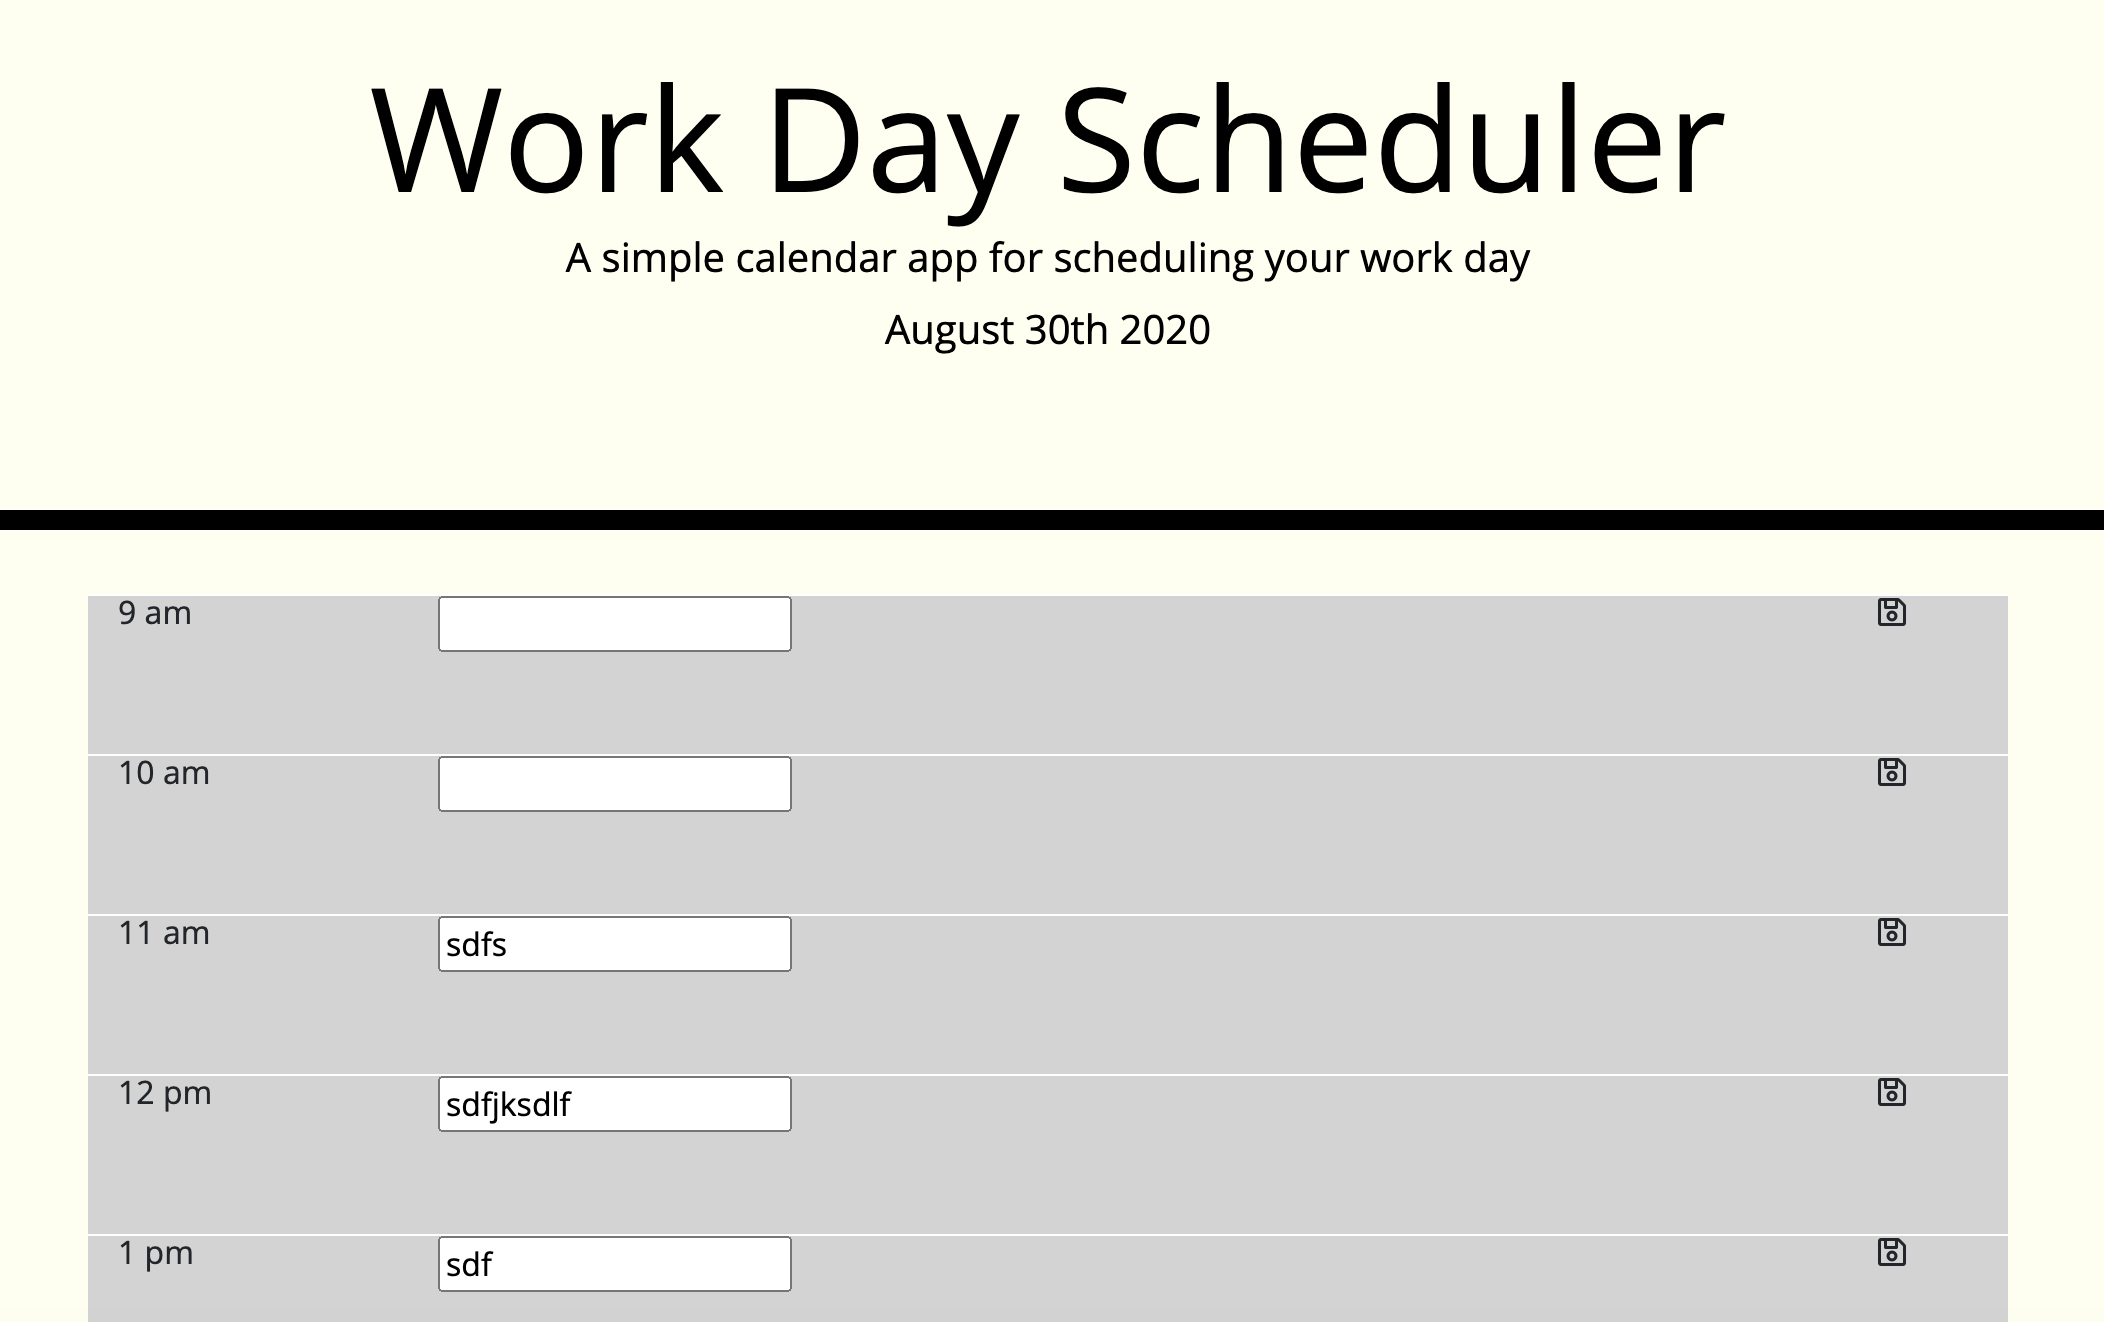 Work Day Scheduler
A simple calendar app for scheduling your work day
August 30th 2020
9 am
10 am
11 am sdfs
12 pm sdfjksdlf
1 pm sdf